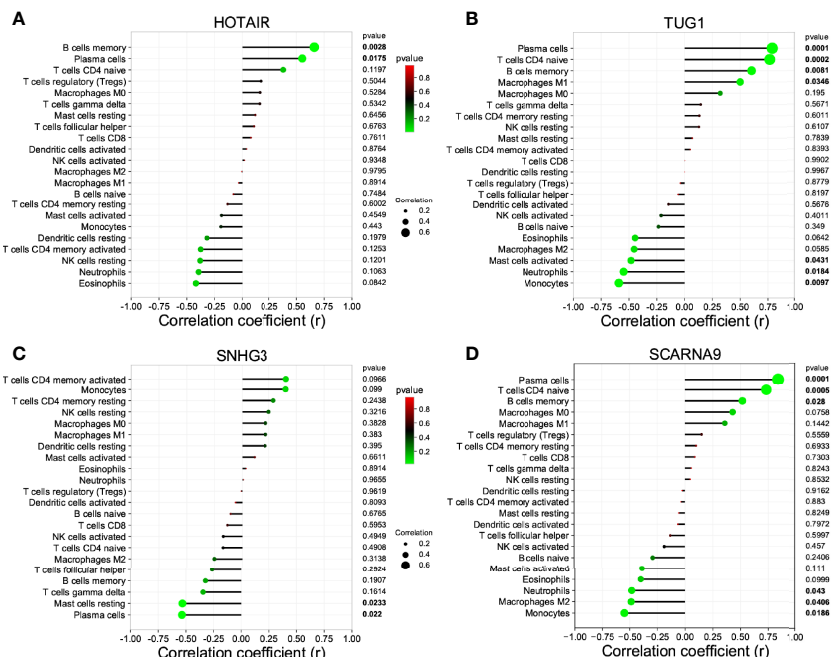 A
HOTAIR
pvalue
B cells memory 0.0028
Plasma cells 0.0175
T cells CD4 naive 0.1197
T cells regulatory (Tregs) 0.5044
Macrophages M0 0.5284
T cells gamma delta 0.5342
Mast cells resting 0.6456
T cells follicular helper 0.6763
T cells CD8 0.7611
Dendritic cells activated 0.8764
NK cells activated 0.9348
Macrophages M2 0.9795
Macrophages M1 0.8914
B cells naive 0.7484
T cells CD4 memory resting 0.6002
Mast cells activated 0.4549
Monocytes 0.443
Dendritic cells resting 0.1979
T cells CD4 memory activated 0.1253
NK cells resting 0.1201
Neutrophils 0.1063
Eosinophils 0.0842
-1.00 -0.75 -0.50 -0.25 0.00 0.25 0.50 0.75 1.00
Correlation coefficient (r)
pvalue
0.8
0.6
0.4
0.2
Correlation
0.2
0.4
0.6
B
TUG1
pvalue
Plasma cells 0.0001
T cells CD4 naive 0.0002
B cells memory 0.0081
Macrophages M1 0.0346
Macrophages M0 0.195
T cells gamma delta 0.5671
T cells CD4 memory resting 0.6011
NK cells resting 0.6107
Mast cells resting 0.7839
T cells CD4 memory activated 0.8393
T cells CD8 0.9902
Dendritic cells resting 0.9967
T cells regulatory (Tregs) 0.8779
T cells follicular helper 0.8197
Dendritic cells activated 0.5676
NK cells activated 0.4011
B cells naive 0.349
Eosinophils 0.0642
Macrophages M2 0.0585
Mast cells activated 0.0431
Neutrophils 0.0184
Monocytes 0.0097
-1.00 -0.75 -0.50 -0.25 0.00 0.25 0.50 0.75 1.00
Correlation coefficient (r)
C
SNHG3
pvalue
T cells CD4 memory activated 0.0966
Monocytes 0.099
T cells CD4 memory resting 0.2438
NK cells resting 0.3216
Macrophages M0 0.3828
Macrophages M1 0.383
Dendritic cells resting 0.395
Mast cells activated 0.6611
Eosinophils 0.8914
Neutrophils 0.9655
T cells regulatory (Tregs) 0.9619
Dendritic cells activated 0.8093
B cells naive 0.6765
T cells CD8 0.5953
NK cells activated 0.4949
T cells CD4 naive 0.4908
Macrophages M2 0.3138
T cells follicular helper 0.2924
B cells memory 0.1907
T cells gamma delta 0.1614
Mast cells resting 0.0233
Plasma cells 0.022
-1.00 -0.75 -0.50 -0.25 0.00 0.25 0.50 0.75 1.00
Correlation coefficient (r)
pvalue
0.8
0.6
0.4
0.2
Correlation
0.2
0.4
0.6
D
SCARNA9
pvalue
Plasma cells 0.0001
T cells CD4 naive 0.0005
B cells memory 0.028
Macrophages M0 0.0758
Macrophages M1 0.1442
T cells regulatory (Tregs) 0.5559
T cells CD4 memory resting 0.6933
T cells CD8 0.7303
T cells gamma delta 0.8243
NK cells resting 0.8532
Dendritic cells resting 0.9162
T cells CD4 memory activated 0.883
Mast cells resting 0.8249
Dendritic cells activated 0.7972
T cells follicular helper 0.5997
NK cells activated 0.457
B cells naive 0.2406
Mast cells activated 0.111
Eosinophils 0.0999
Neutrophils 0.043
Macrophages M2 0.0406
Monocytes 0.0186
-1.00 -0.75 -0.50 -0.25 0.00 0.25 0.50 0.75 1.00
Correlation coefficient (r)